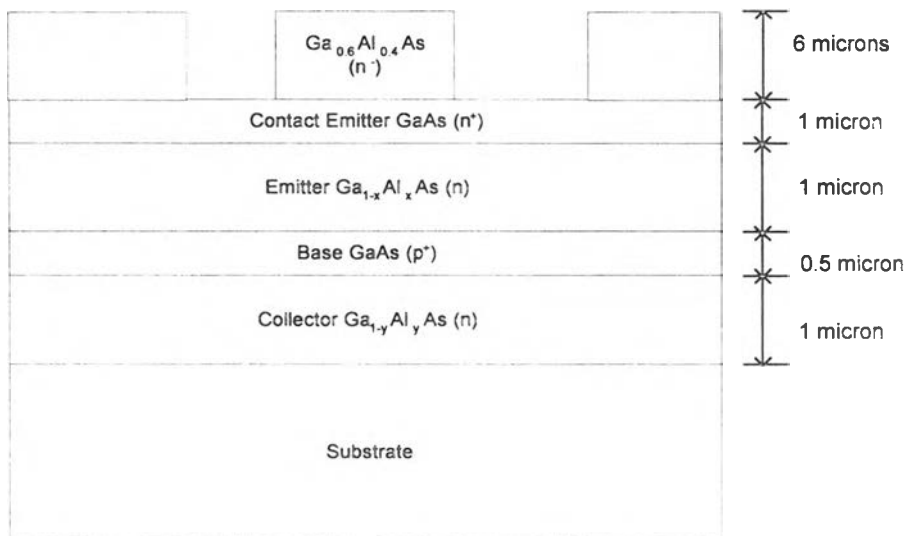 Ga0.6Al0.4As
(n-)
6 microns
Contact Emitter GaAs (n+)
1 micron
Emitter Ga1-xAlxAs (n)
1 micron
Base GaAs (p+)
0.5 micron
Collector Ga1-yAlyAs (n)
1 micron
Substrate